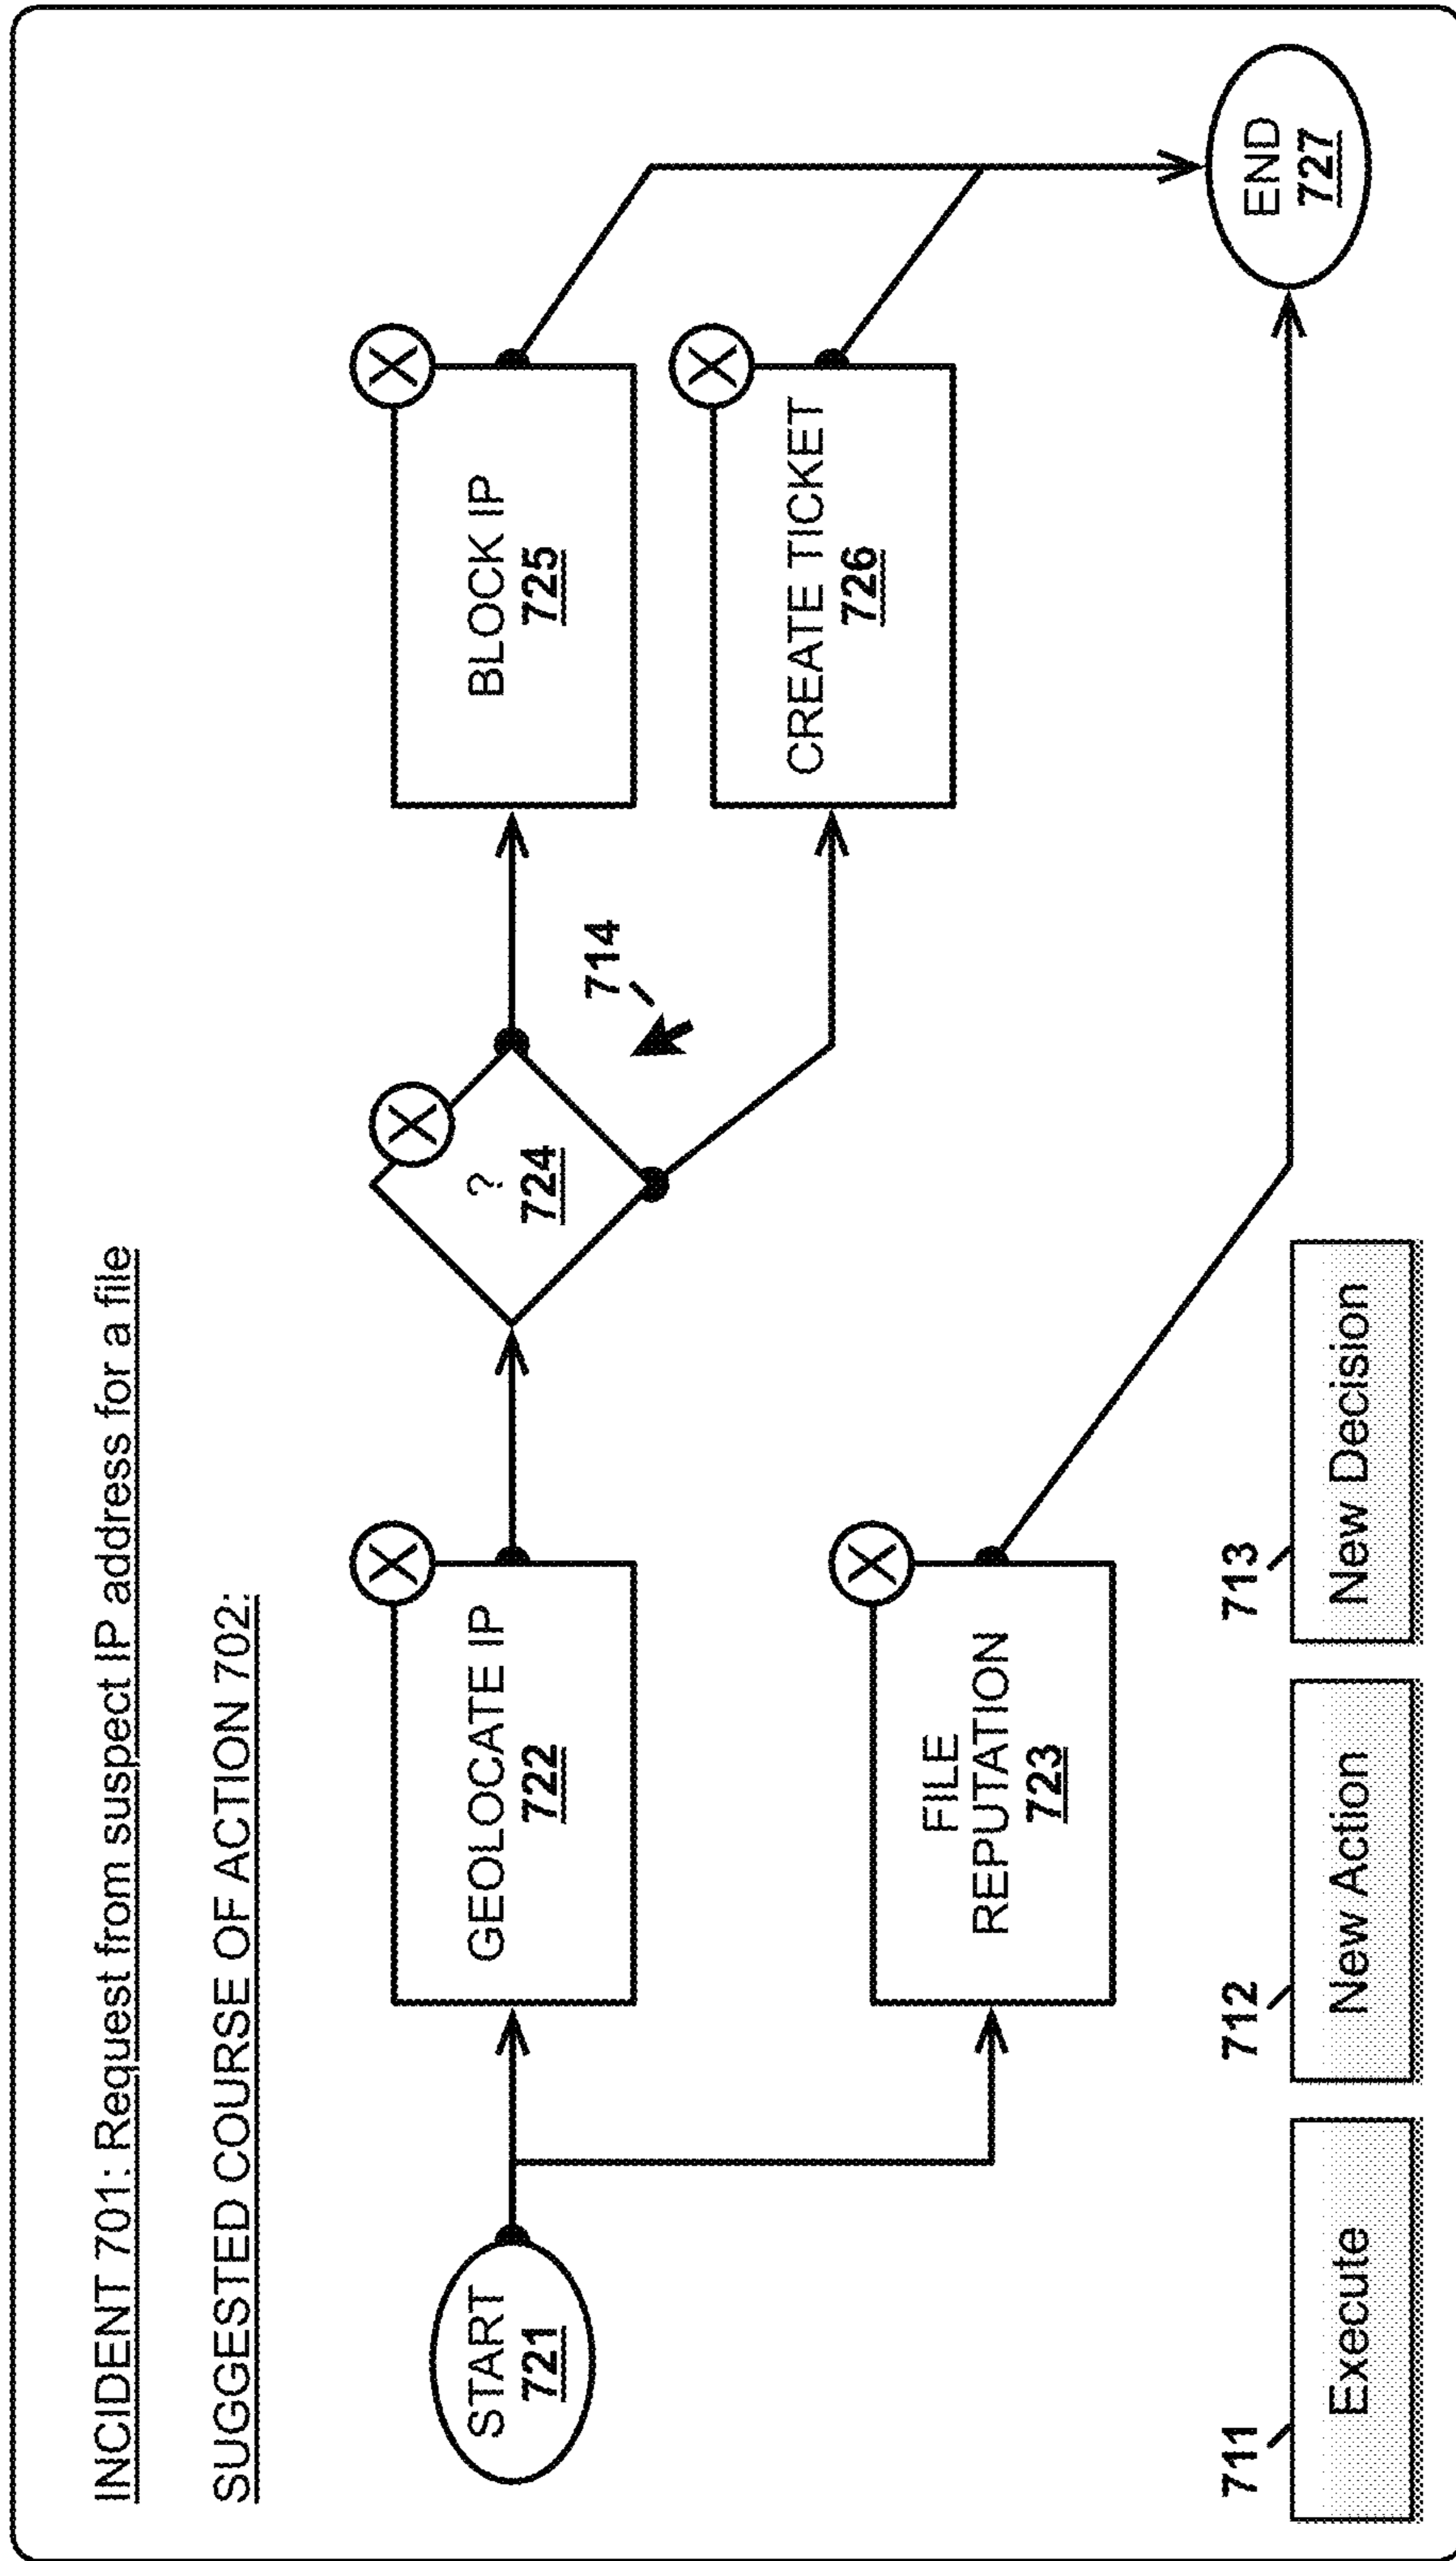 INCIDENT 701: Request from suspect IP address for a file
SUGGESTED COURSE OF ACTION 702:
START
721
GEOLOCATE IP
722
X
?
724
X
BLOCK IP
725
X
714
FILE
REPUTATION
723
X
CREATE TICKET
726
X
END
727
711
Execute
712
New Action
713
New Decision